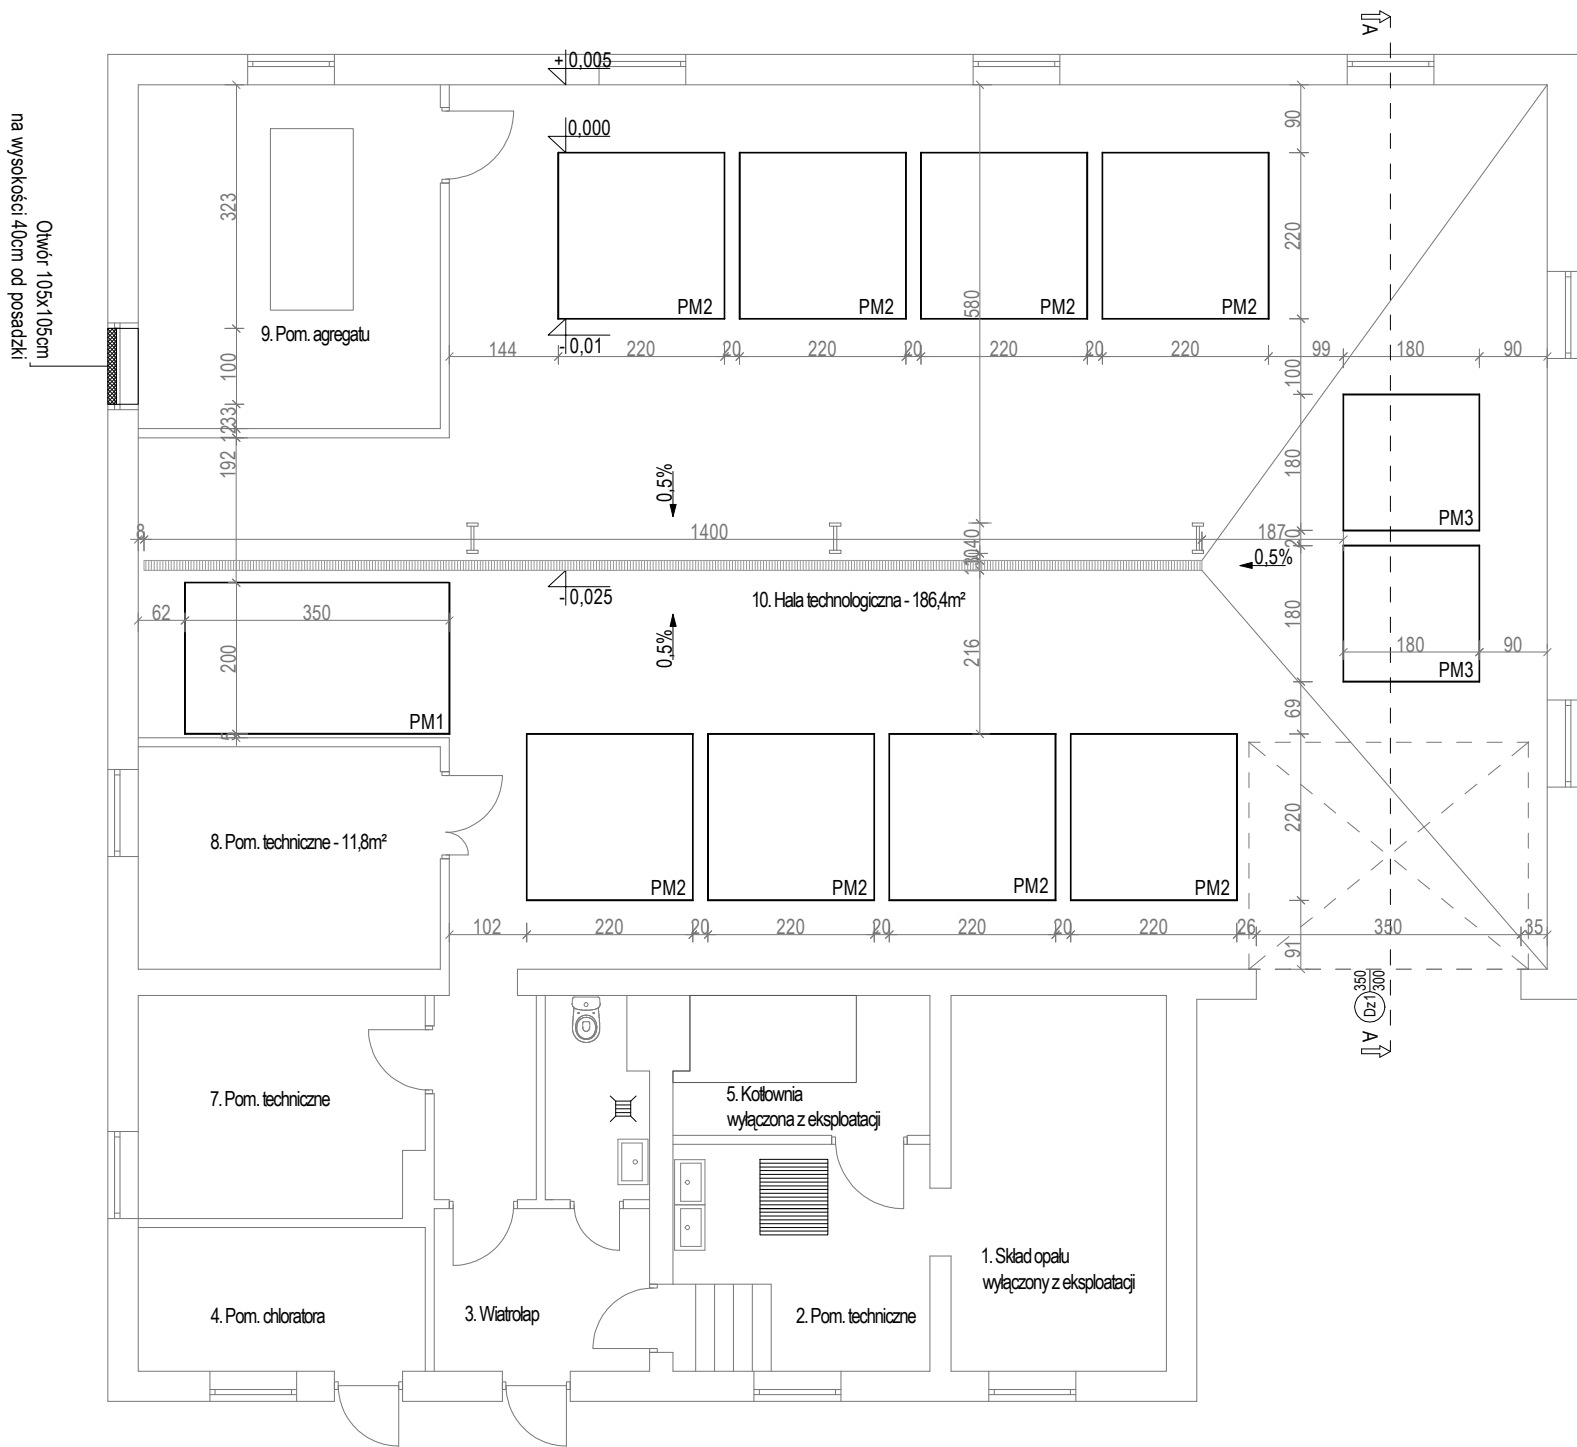 A
+ 0,005
0,000
90
323
220
580
Otwór 105x105cm
na wysokości 40cm od posadzki
9. Pom. agregatu
PM2
PM2
PM2
PM2
- 0,01
144
220
20
220
20
220
20
220
99
180
90
100
100
33
12
192
180
0,5%
PM3
8
1400
40
187
20
0,5%
- 0,025
10. Hala technologiczna - 186,4m²
62
350
200
0,5%
216
180
180
90
PM3
PM1
69
5
220
8. Pom. techniczne - 11,8m²
PM2
PM2
PM2
PM2
102
220
20
220
20
220
20
220
26
350
35
91
350
300
Dz1
A
7. Pom. techniczne
5. Kotłownia
wyłączona z eksploatacji
1. Skład opału
wyłączony z eksploatacji
4. Pom. chloratora
3. Wiatrołap
2. Pom. techniczne